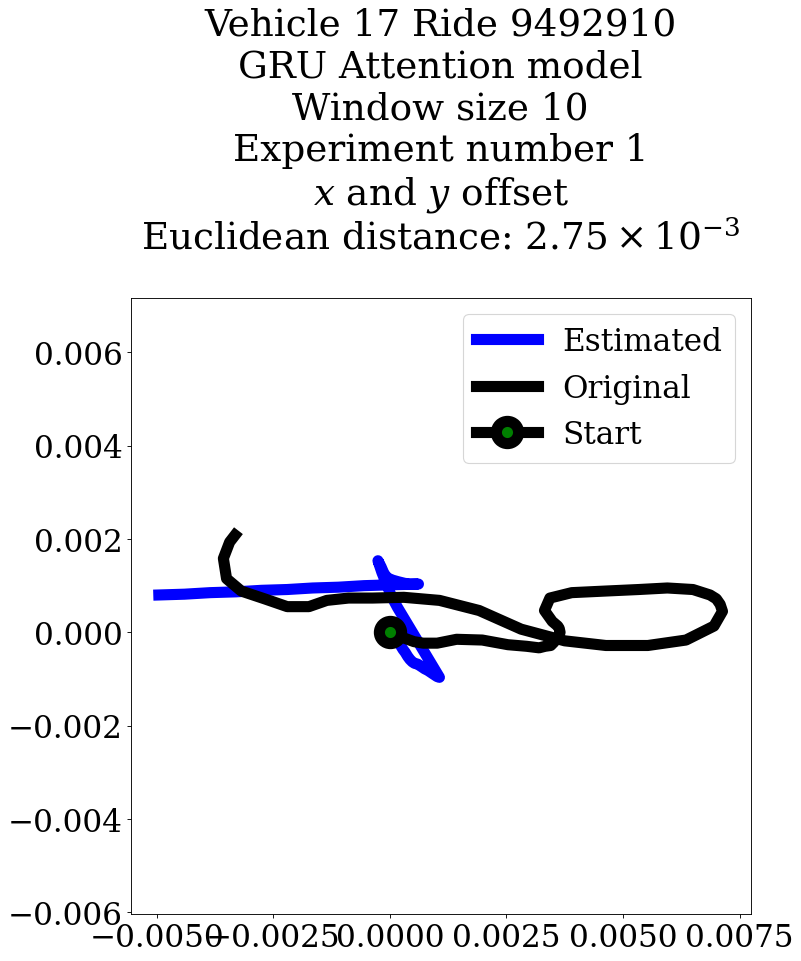 Vehicle 17 Ride 9492910
GRU Attention model
Window size 10
Experiment number 1
x and y offset
Euclidean distance: 2.75 × 10⁻³
Estimated
Original
Start
0.006
0.004
0.002
0.000
−0.002
−0.004
−0.006
−0.0050 −0.0025 0.0000 0.0025 0.0050 0.0075